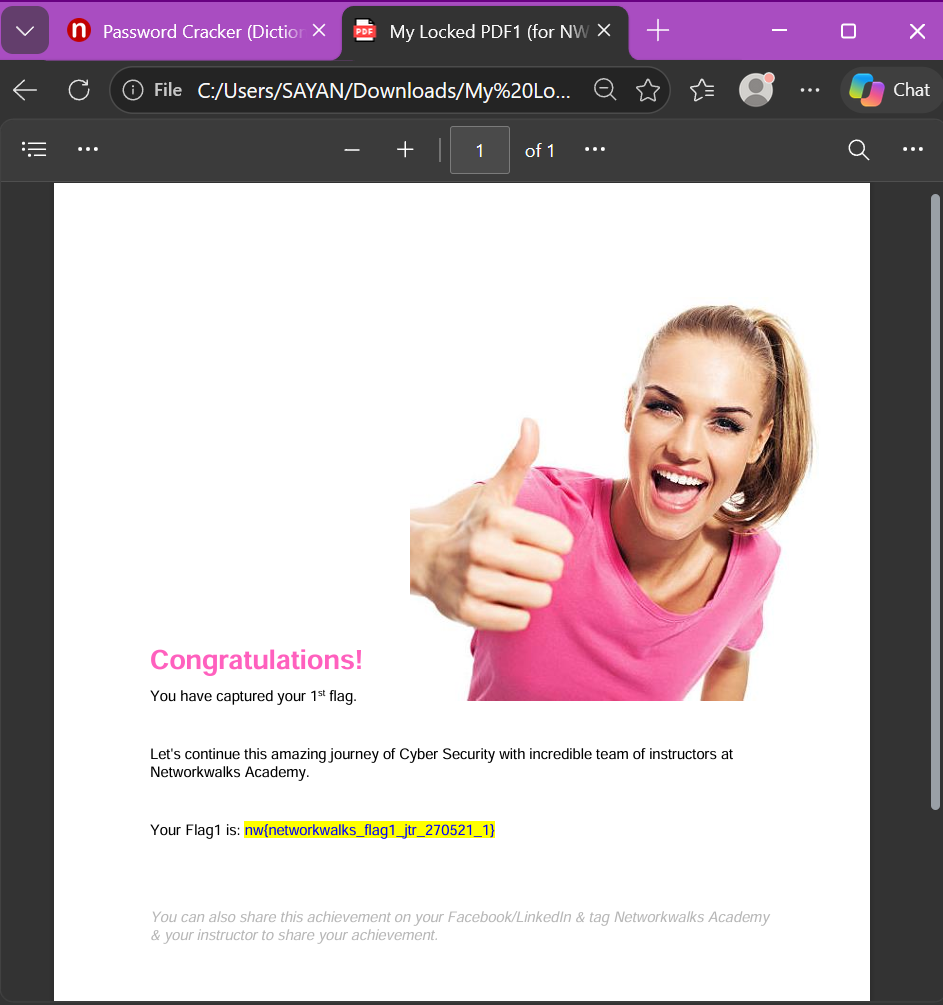 Password Cracker (Diction
My Locked PDF1 (for NW
File C:/Users/SAYAN/Downloads/My%20Lo...
Chat
1 of 1
Congratulations!
You have captured your 1st flag.
Let's continue this amazing journey of Cyber Security with incredible team of instructors at
Networkwalks Academy.
Your Flag1 is: nw{networkwalks_flag1_jtr_270521_1}
You can also share this achievement on your Facebook/LinkedIn & tag Networkwalks Academy
& your instructor to share your achievement.